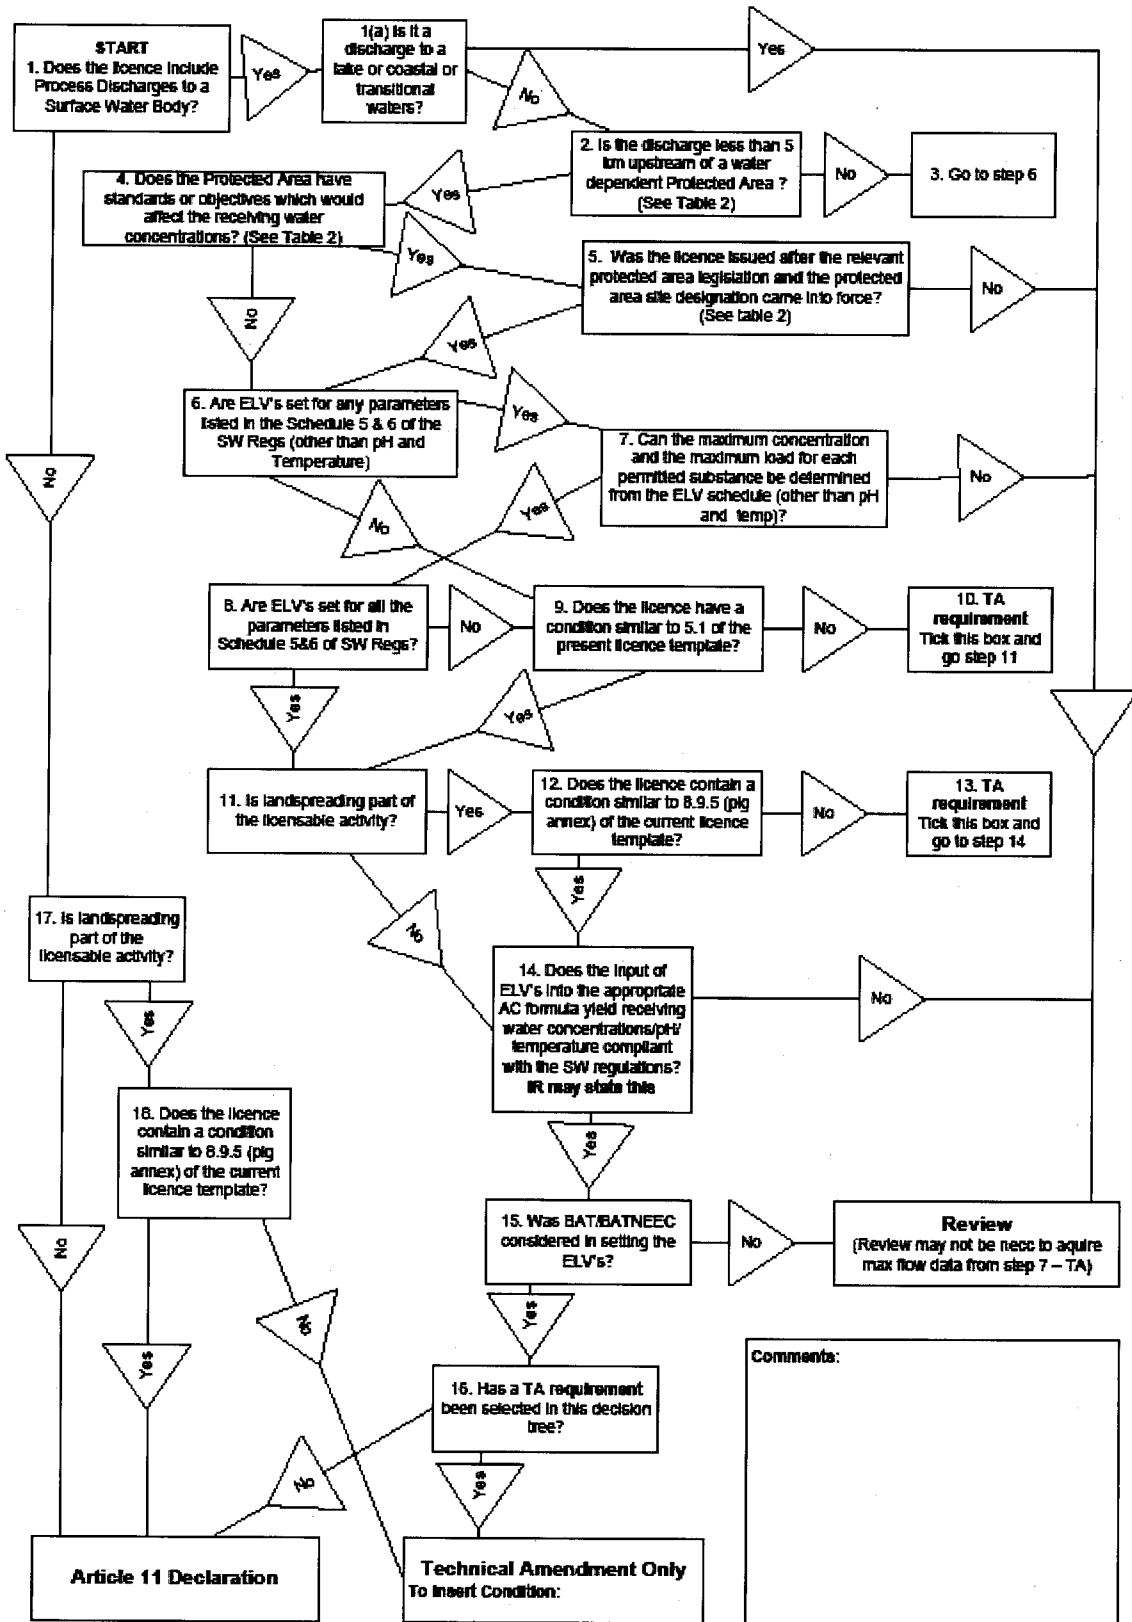 START
1. Does the licence include
Process Discharges to a
Surface Water Body?
Yes
1(a) Is it a
discharge to a
lake or coastal or
transitional
waters?
Yes
No
2. Is the discharge less than 5
km upstream of a water
dependent Protected Area ?
(See Table 2)
No
3. Go to step 6
Yes
4. Does the Protected Area have
standards or objectives which would
affect the receiving water
concentrations? (See Table 2)
Yes
5. Was the licence issued after the relevant
protected area legislation and the protected
area site designation came into force?
(See table 2)
No
No
Yes
6. Are ELV's set for any parameters
listed in the Schedule 5 & 6 of the
SW Regs (other than pH and
Temperature)
Yes
7. Can the maximum concentration
and the maximum load for each
permitted substance be determined
from the ELV schedule (other than pH
and temp)?
No
No
Yes
No
8. Are ELV's set for all the
parameters listed in
Schedule 5&6 of SW Regs?
No
9. Does the licence have a
condition similar to 5.1 of the
present licence template?
No
10. TA
requirement
Tick this box and
go step 11
Yes
Yes
11. Is landspreading part of
the licensable activity?
Yes
12. Does the licence contain a
condition similar to 8.9.5 (pig
annex) of the current licence
template?
No
13. TA
requirement
Tick this box and
go to step 14
Yes
No
17. Is landspreading
part of the
licensable activity?
14. Does the input of
ELV's into the appropriate
AC formula yield receiving
water concentrations/pH/
temperature compliant
with the SW regulations?
IR may state this
No
Yes
Yes
18. Does the licence
contain a condition
similar to 8.9.5 (pig
annex) of the current
licence template?
15. Was BAT/BATNEEC
considered in setting the
ELV's?
No
Review
(Review may not be necc to aquire
max flow data from step 7 – TA)
No
Yes
No
Yes
16. Has a TA requirement
been selected in this decision
tree?
Comments:
No
Yes
Article 11 Declaration
Technical Amendment Only
To Insert Condition: